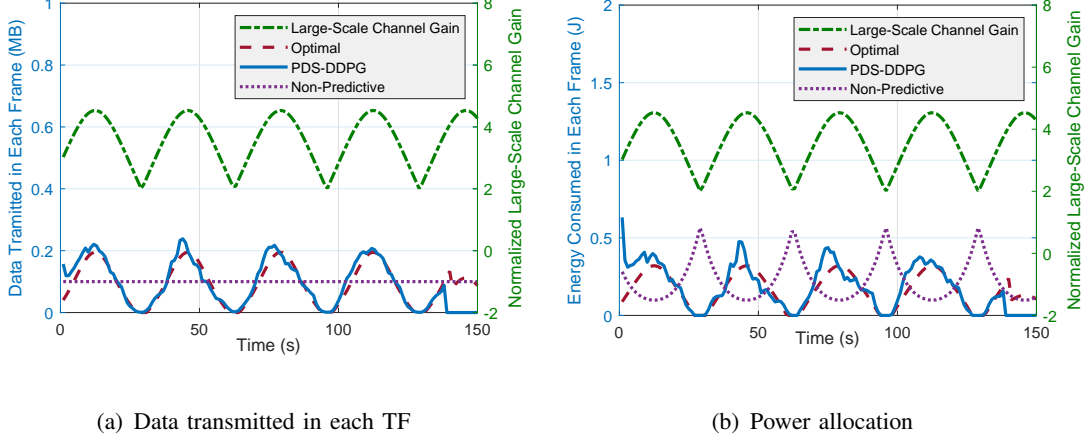 Data Tramitted in Each Frame (MB)
1
0.8
0.6
0.4
0.2
0
8
6
4
2
0
-2
Normalized Large-Scale Channel Gain
Large-Scale Channel Gain
Optimal
PDS-DDPG
Non-Predictive
0 50 100 150
Time (s)
(a) Data transmitted in each TF
Energy Consumed in Each Frame (J)
2
1.5
1
0.5
0
8
6
4
2
0
-2
Normalized Large-Scale Channel Gain
Large-Scale Channel Gain
Optimal
PDS-DDPG
Non-Predictive
0 50 100 150
Time (s)
(b) Power allocation